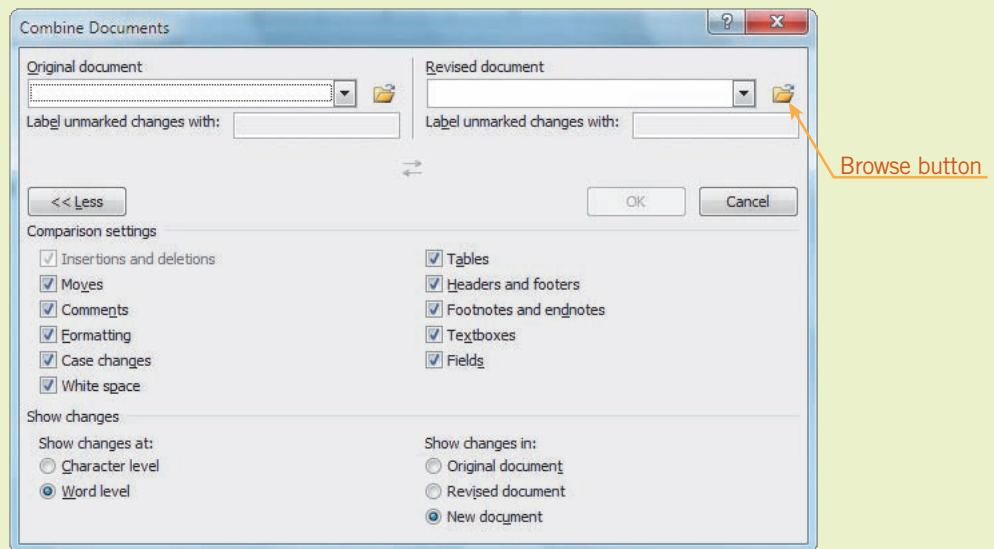 Combine Documents
Original document
Revised document
Label unmarked changes with:
Label unmarked changes with:
Browse button
<< Less
OK
Cancel
Comparison settings
Insertions and deletions
Moves
Comments
Formatting
Case changes
White space
Tables
Headers and footers
Footnotes and endnotes
Textboxes
Fields
Show changes
Show changes at:
Character level
Word level
Show changes in:
Original document
Revised document
New document